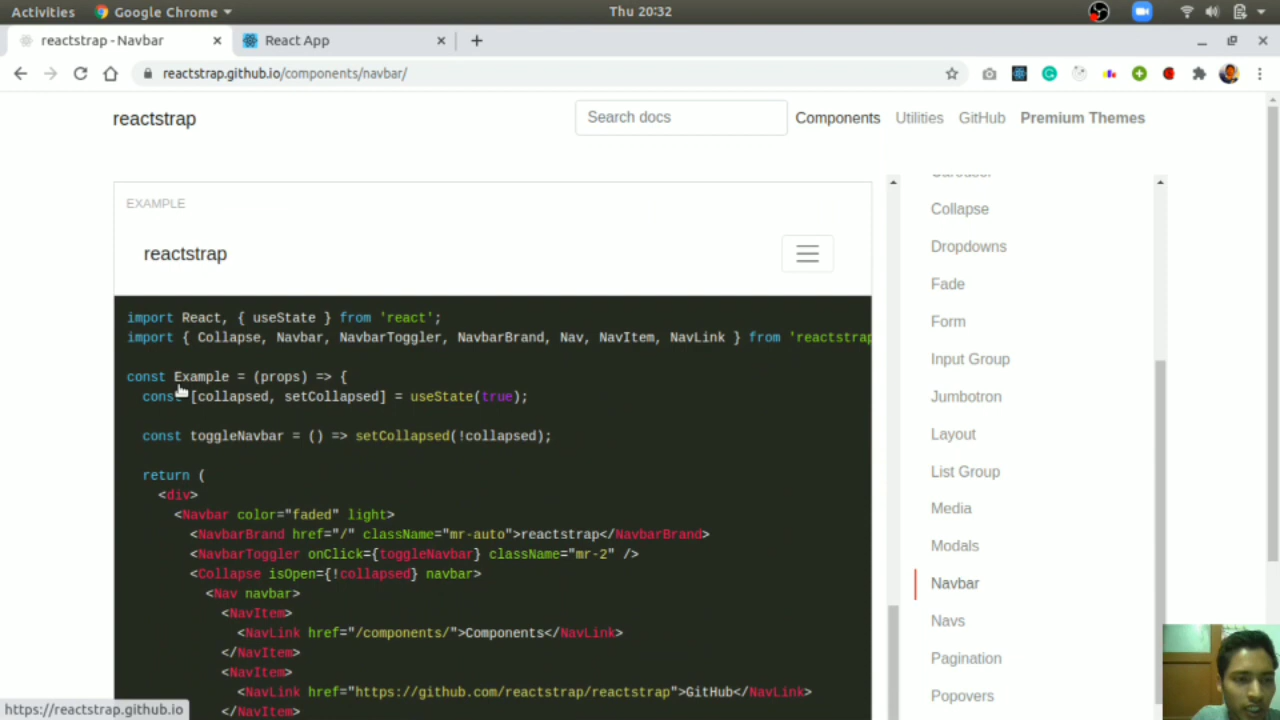 Activities
Google Chrome
Thu 20:32
reactstrap - Navbar
React App
reactstrap.github.io/components/navbar/
reactstrap
Search docs
Components
Utilities
GitHub
Premium Themes
EXAMPLE
reactstrap
import React, { useState } from 'react';
import { Collapse, Navbar, NavbarToggler, NavbarBrand, Nav, NavItem, NavLink } from 'reactstrap
const Example = (props) => {
const [collapsed, setCollapsed] = useState(true);
const toggleNavbar = () => setCollapsed(!collapsed);
return (
<div>
<Navbar color="faded" light>
<NavbarBrand href="/" className="mr-auto">reactstrap</NavbarBrand>
<NavbarToggler onClick={toggleNavbar} className="mr-2" />
<Collapse isOpen={!collapsed} navbar>
<Nav navbar>
<NavItem>
<NavLink href="/components/">Components</NavLink>
</NavItem>
<NavItem>
<NavLink href="https://github.com/reactstrap/reactstrap">GitHub</NavLink>
</NavItem>
Carousel
Collapse
Dropdowns
Fade
Form
Input Group
Jumbotron
Layout
List Group
Media
Modals
Navbar
Navs
Pagination
Popovers
https://reactstrap.github.io